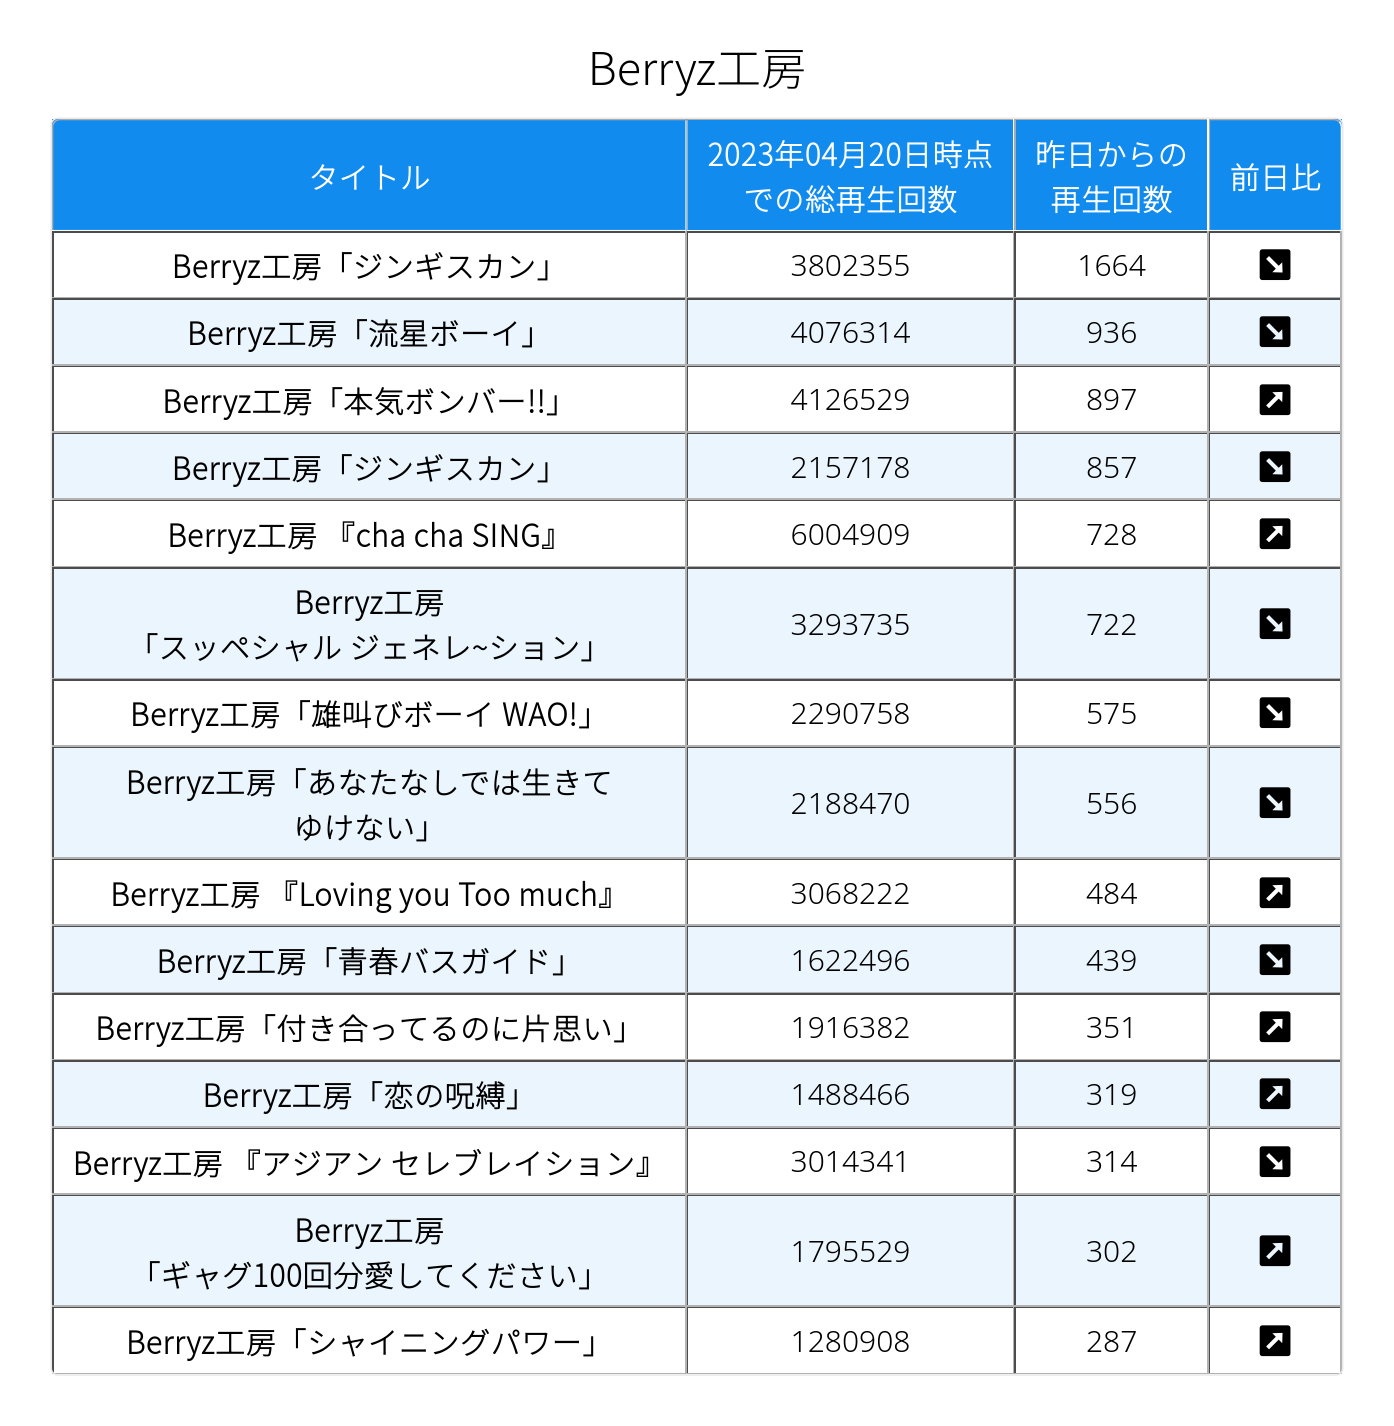 Berryz工房
タイトル
2023年04月20日時点
での総再生回数
昨日からの
再生回数
前日比
Berryz工房「ジンギスカン」 3802355 1664
Berryz工房「流星ボーイ」 4076314 936
Berryz工房「本気ボンバー!!」 4126529 897
Berryz工房「ジンギスカン」 2157178 857
Berryz工房 『cha cha SING』 6004909 728
Berryz工房
「スッペシャル ジェネレ~ション」 3293735 722
Berryz工房「雄叫びボーイ WAO!」 2290758 575
Berryz工房「あなたなしでは生きて
ゆけない」 2188470 556
Berryz工房 『Loving you Too much』 3068222 484
Berryz工房「青春バスガイド」 1622496 439
Berryz工房「付き合ってるのに片思い」 1916382 351
Berryz工房「恋の呪縛」 1488466 319
Berryz工房 『アジアン セレブレイション』 3014341 314
Berryz工房
「ギャグ100回分愛してください」 1795529 302
Berryz工房「シャイニングパワー」 1280908 287